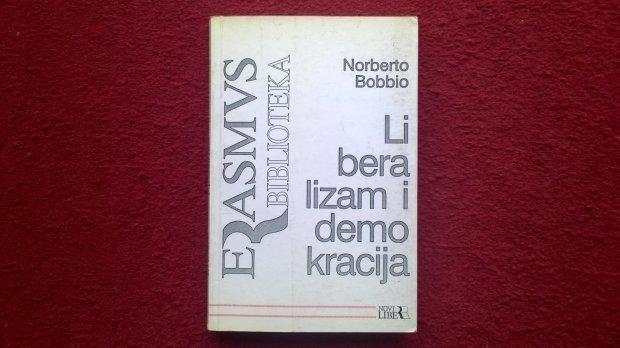 ERASMVS
BIBLIOTEKA
Norberto
Bobbio
Li
bera
lizam i
demo
kracija
NOVI
LIBER